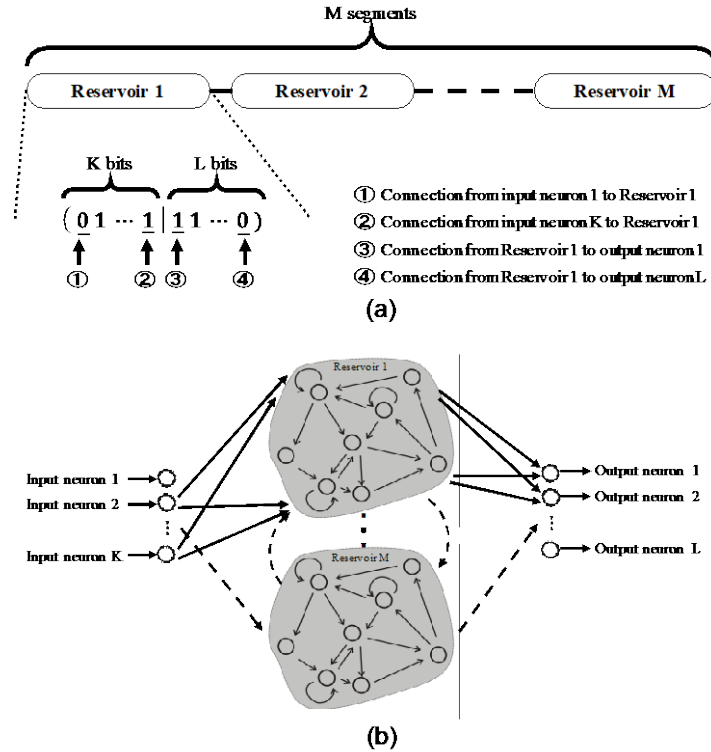 M segments
Reservoir 1 Reservoir 2 Reservoir M
K bits L bits
( 0 1 ··· 1 | 1 1 ··· 0 )
① ② ③ ④
① Connection from input neuron 1 to Reservoir 1
② Connection from input neuron K to Reservoir 1
③ Connection from Reservoir 1 to output neuron 1
④ Connection from Reservoir 1 to output neuron L
(a)
Reservoir 1
Input neuron 1
Input neuron 2
Input neuron K
Output neuron 1
Output neuron 2
Output neuron L
Reservoir M
(b)